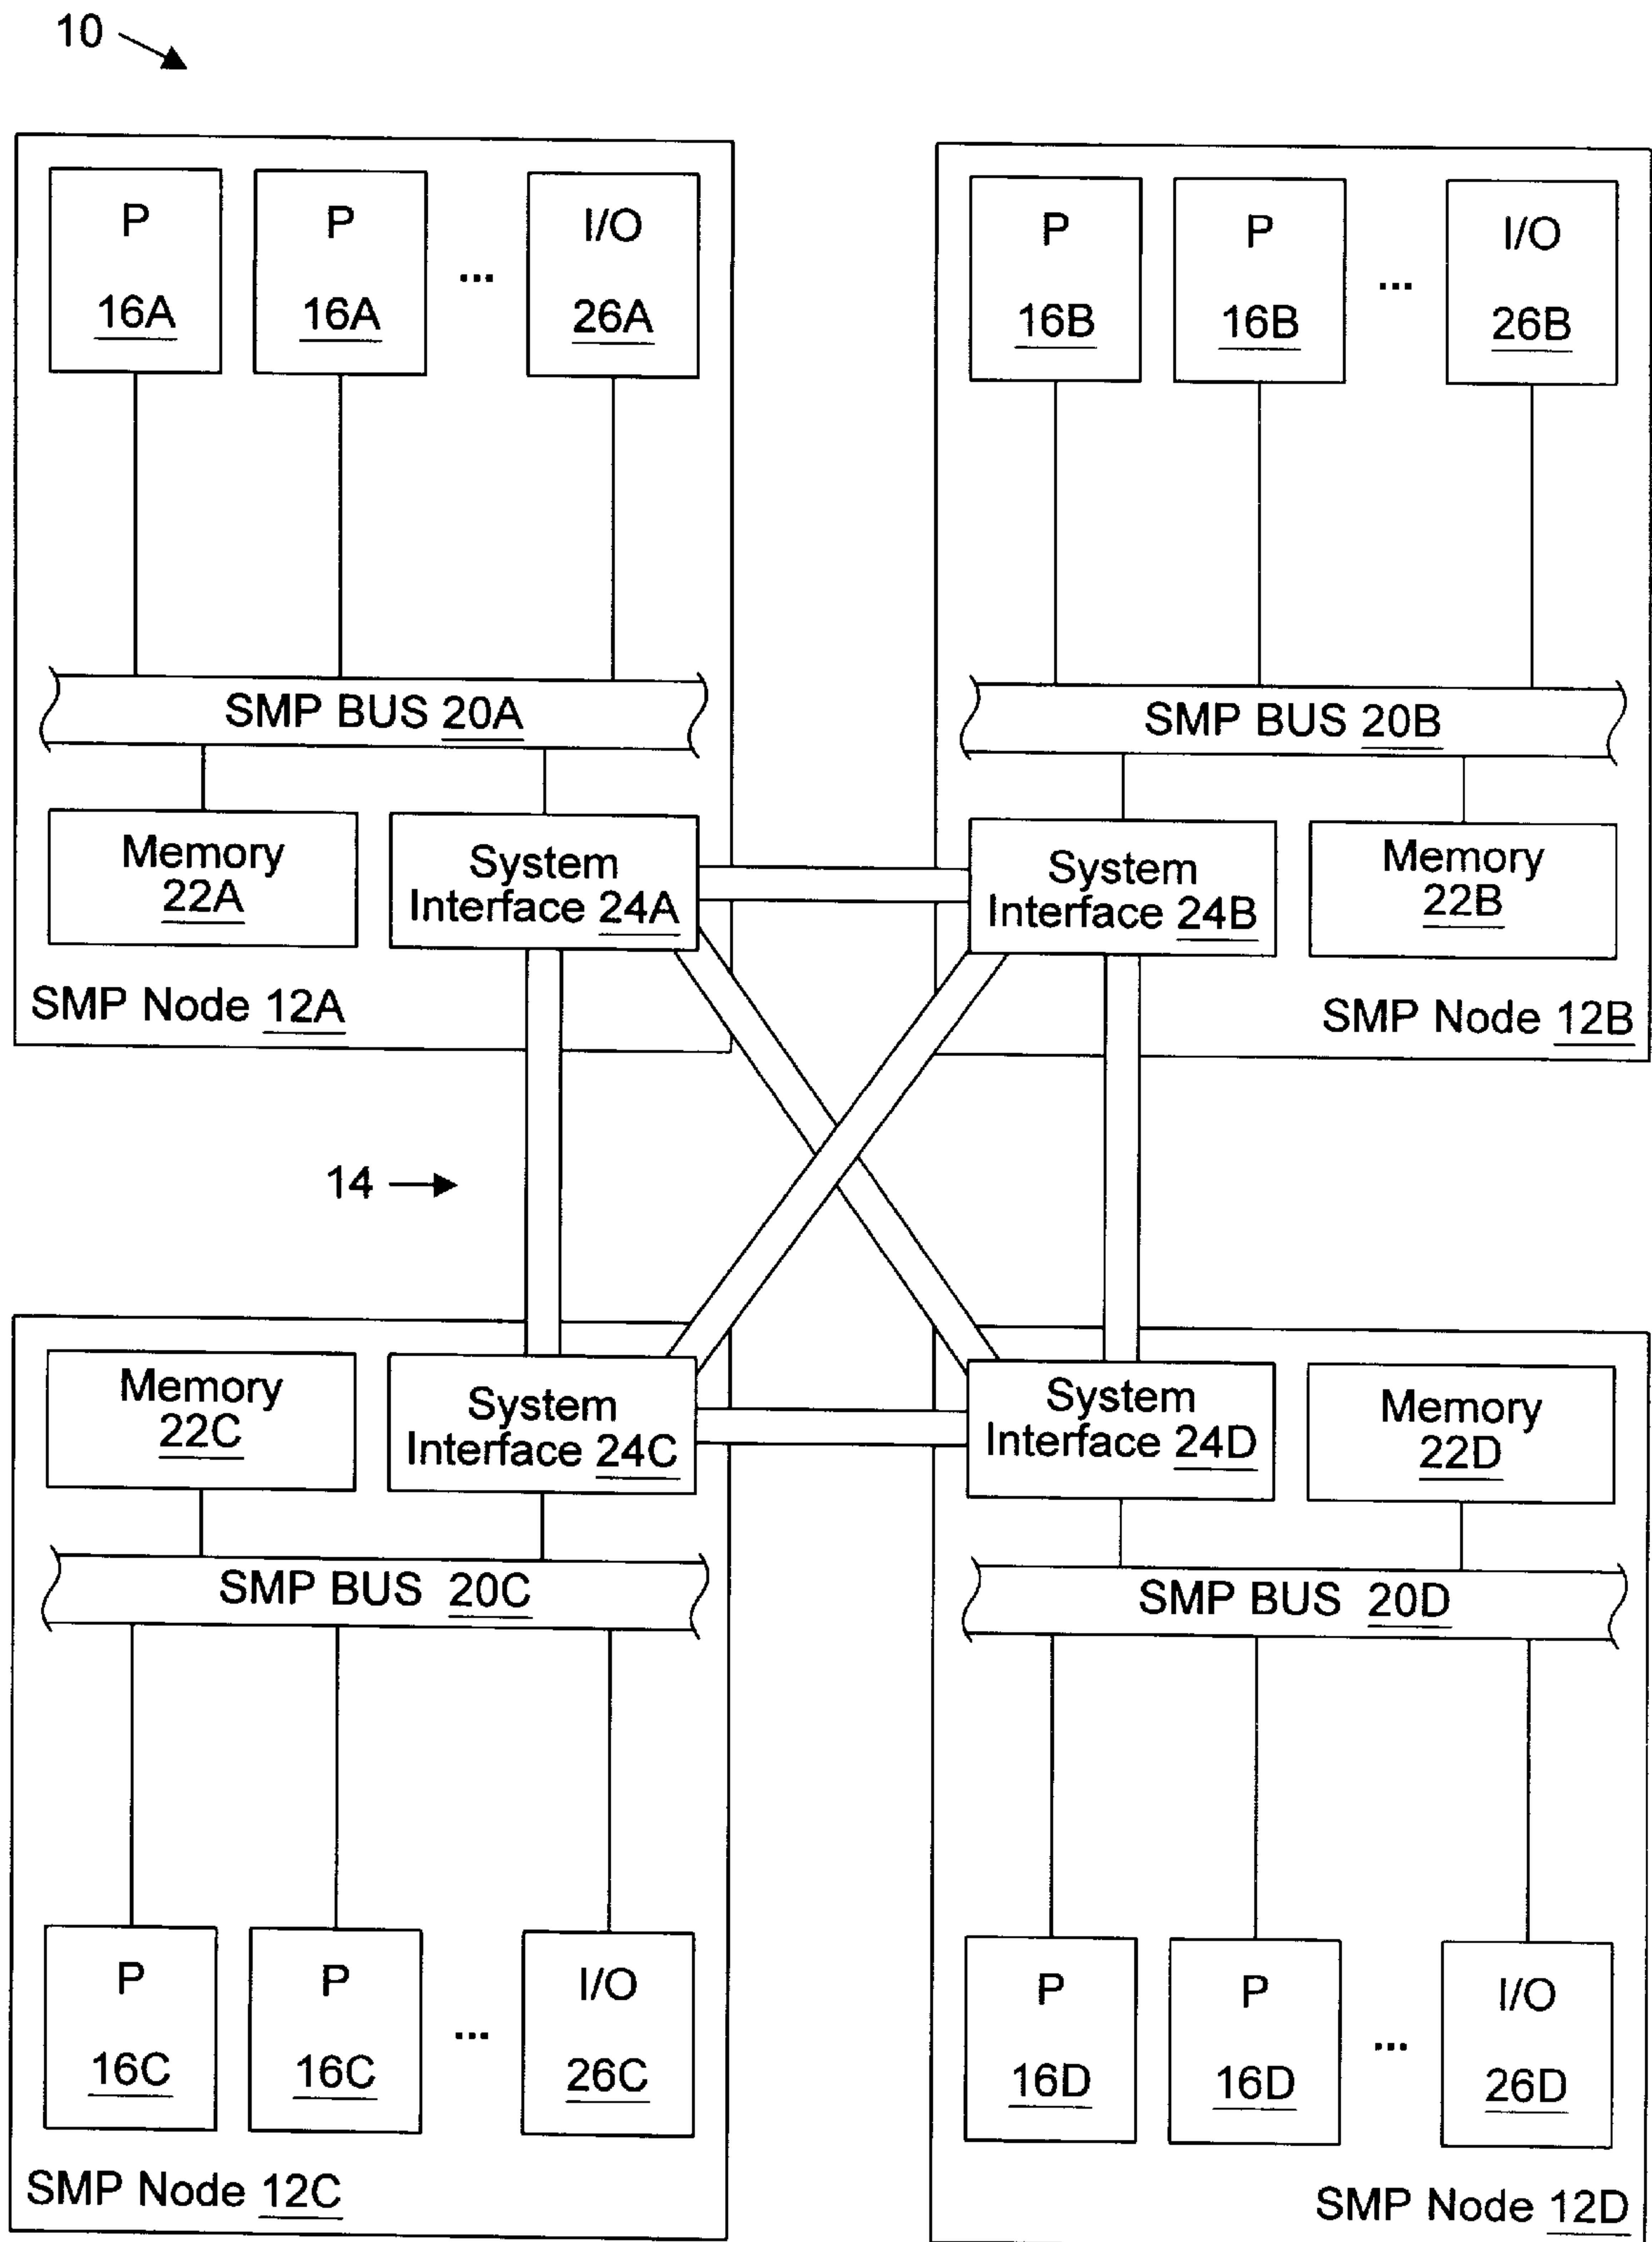 10
P P ... I/O
16A 16A 26A
P P ... I/O
16B 16B 26B
SMP BUS 20A
SMP BUS 20B
Memory
22A
System
Interface 24A
System
Interface 24B
Memory
22B
SMP Node 12A
SMP Node 12B
14
Memory
22C
System
Interface 24C
System
Interface 24D
Memory
22D
SMP BUS 20C
SMP BUS 20D
P P ... I/O
16C 16C 26C
P P ... I/O
16D 16D 26D
SMP Node 12C
SMP Node 12D